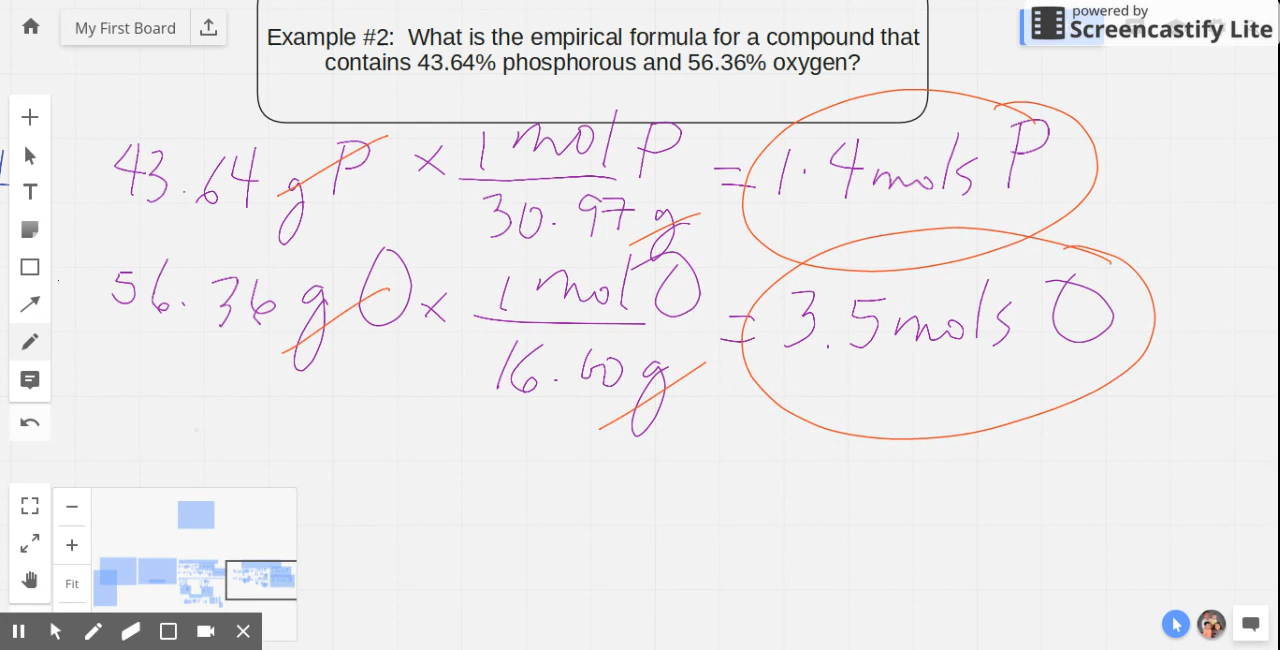 My First Board
powered by
Screencastify Lite
Example #2: What is the empirical formula for a compound that
contains 43.64% phosphorous and 56.36% oxygen?
43.64 g P × 1 mol P = 1.4 mols P
30.97 g
56.36 g O × 1 mol O = 3.5 mols O
16.00 g
Fit